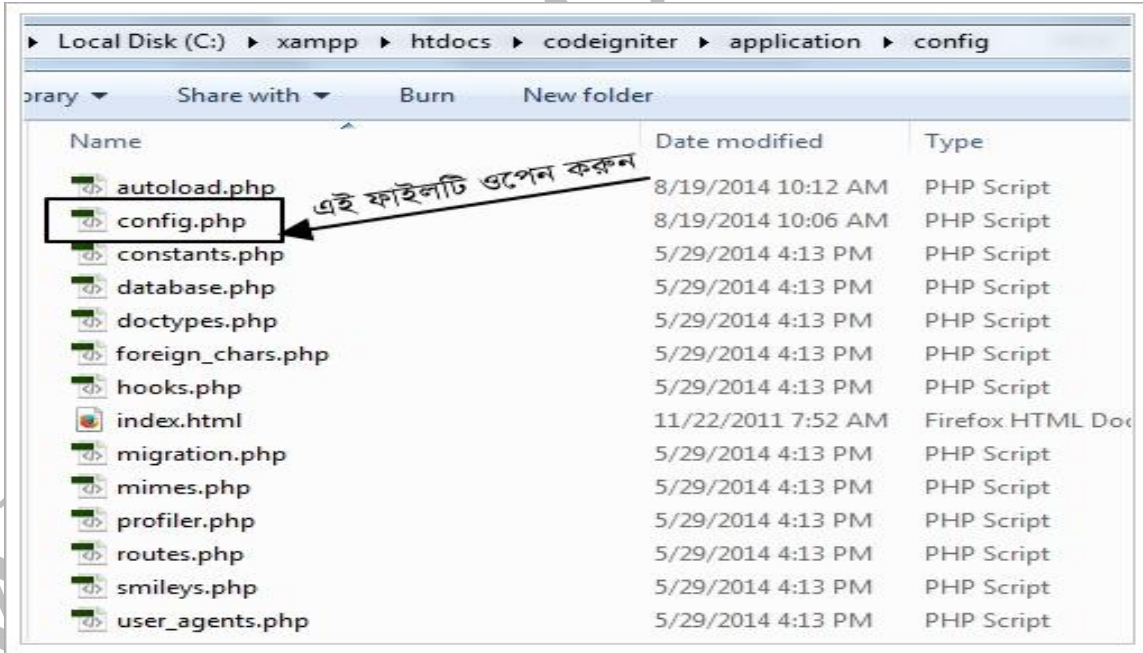 Local Disk (C:) ▸ xampp ▸ htdocs ▸ codeigniter ▸ application ▸ config
Share with Burn New folder
Name Date modified Type
autoload.php 8/19/2014 10:12 AM PHP Script
এই ফাইলটি ওপেন করুন
config.php 8/19/2014 10:06 AM PHP Script
constants.php 5/29/2014 4:13 PM PHP Script
database.php 5/29/2014 4:13 PM PHP Script
doctypes.php 5/29/2014 4:13 PM PHP Script
foreign_chars.php 5/29/2014 4:13 PM PHP Script
hooks.php 5/29/2014 4:13 PM PHP Script
index.html 11/22/2011 7:52 AM Firefox HTML Doc
migration.php 5/29/2014 4:13 PM PHP Script
mimes.php 5/29/2014 4:13 PM PHP Script
profiler.php 5/29/2014 4:13 PM PHP Script
routes.php 5/29/2014 4:13 PM PHP Script
smileys.php 5/29/2014 4:13 PM PHP Script
user_agents.php 5/29/2014 4:13 PM PHP Script